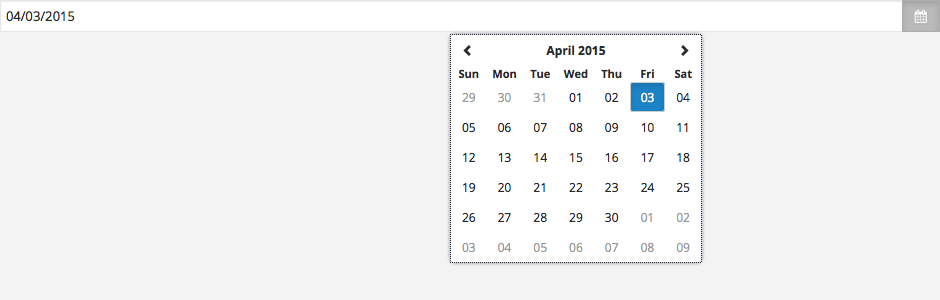 04/03/2015
April 2015
Sun Mon Tue Wed Thu Fri Sat
29 30 31 01 02 03 04
05 06 07 08 09 10 11
12 13 14 15 16 17 18
19 20 21 22 23 24 25
26 27 28 29 30 01 02
03 04 05 06 07 08 09